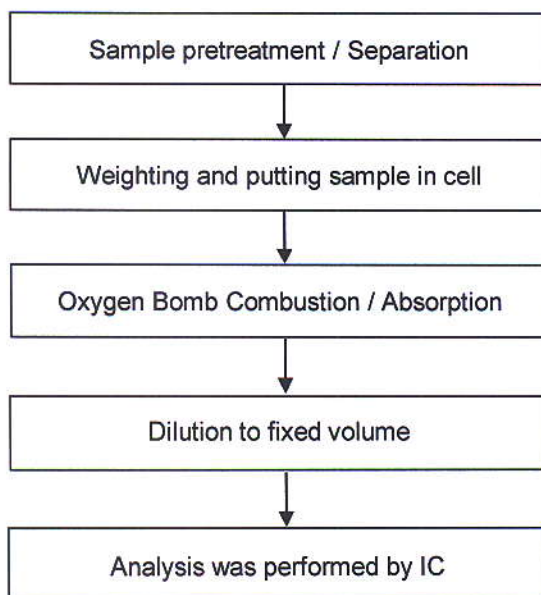 Sample pretreatment / Separation
Weighting and putting sample in cell
Oxygen Bomb Combustion / Absorption
Dilution to fixed volume
Analysis was performed by IC